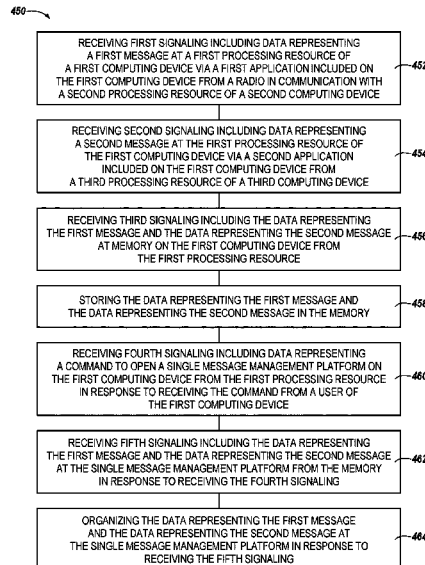 450
RECEIVING FIRST SIGNALING INCLUDING DATA REPRESENTING
A FIRST MESSAGE AT A FIRST PROCESSING RESOURCE OF
A FIRST COMPUTING DEVICE VIA A FIRST APPLICATION INCLUDED ON
THE FIRST COMPUTING DEVICE FROM A RADIO IN COMMUNICATION WITH
A SECOND PROCESSING RESOURCE OF A SECOND COMPUTING DEVICE
452
RECEIVING SECOND SIGNALING INCLUDING DATA REPRESENTING
A SECOND MESSAGE AT THE FIRST PROCESSING RESOURCE OF
THE FIRST COMPUTING DEVICE VIA A SECOND APPLICATION
INCLUDED ON THE FIRST COMPUTING DEVICE FROM
A THIRD PROCESSING RESOURCE OF A THIRD COMPUTING DEVICE
454
RECEIVING THIRD SIGNALING INCLUDING THE DATA REPRESENTING
THE FIRST MESSAGE AND THE DATA REPRESENTING THE SECOND MESSAGE
AT MEMORY ON THE FIRST COMPUTING DEVICE FROM
THE FIRST PROCESSING RESOURCE
456
STORING THE DATA REPRESENTING THE FIRST MESSAGE AND
THE DATA REPRESENTING THE SECOND MESSAGE IN THE MEMORY
458
RECEIVING FOURTH SIGNALING INCLUDING DATA REPRESENTING
A COMMAND TO OPEN A SINGLE MESSAGE MANAGEMENT PLATFORM ON
THE FIRST COMPUTING DEVICE FROM THE FIRST PROCESSING RESOURCE
IN RESPONSE TO RECEIVING THE COMMAND FROM A USER OF
THE FIRST COMPUTING DEVICE
460
RECEIVING FIFTH SIGNALING INCLUDING THE DATA REPRESENTING
THE FIRST MESSAGE AND THE DATA REPRESENTING THE SECOND MESSAGE
AT THE SINGLE MESSAGE MANAGEMENT PLATFORM FROM THE MEMORY
IN RESPONSE TO RECEIVING THE FOURTH SIGNALING
462
ORGANIZING THE DATA REPRESENTING THE FIRST MESSAGE
AND THE DATA REPRESENTING THE SECOND MESSAGE AT
THE SINGLE MESSAGE MANAGEMENT PLATFORM IN RESPONSE TO
RECEIVING THE FIFTH SIGNALING
464